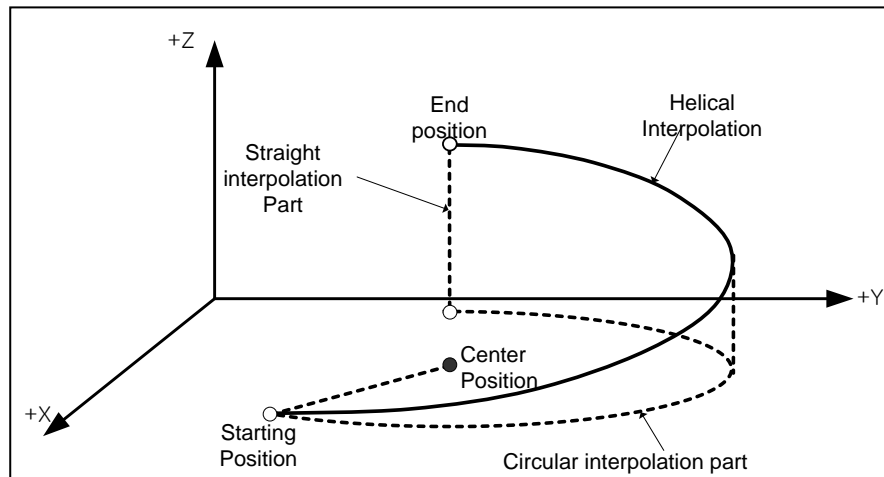 +Z
End
position
Helical
Interpolation
Straight
interpolation
Part
+Y
Center
Position
+X
Starting
Position
Circular interpolation part